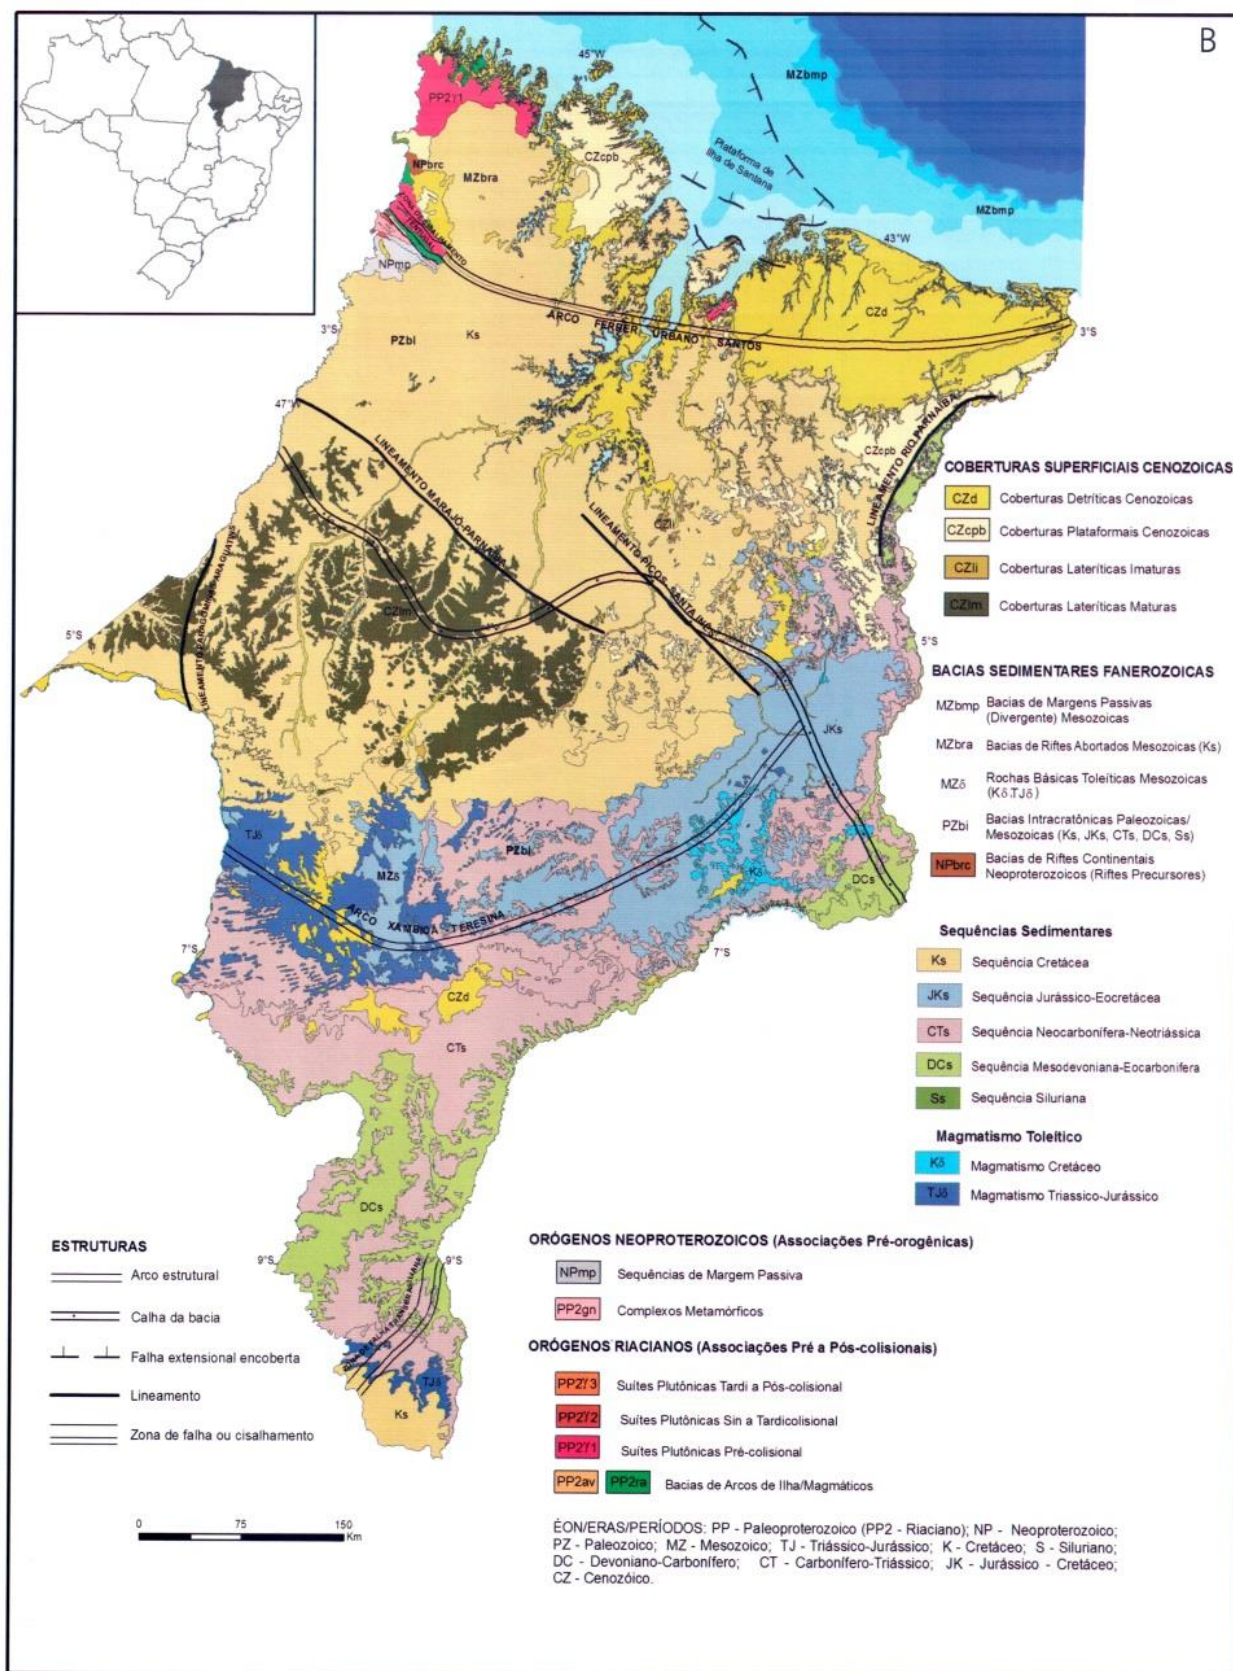 B
45°W
MZbmp
PP2γ1
CZcpb
Plataforma de
Ilha de Santana
NPbrc
MZbra
MZbmp
43°W
NPmp
CZd
3°S
PZbi
Ks
ARCO FERRER URBANO SANTOS
3°S
47°W
LINEAMENTO MARAJÓ-PARNAÍBA
LINEAMENTO RIO PARNAIBA
CZcpb
CZli
LINEAMENTO PICOS-SANTA INÊS
CZlm
5°S
5°S
JKs
TJδ
PZbi
MZδ
Kδ
DCs
ARCO XAMBIOÁ-TERESINA
7°S
7°S
CZd
CTs
DCs
9°S
9°S
TJδ
Ks
COBERTURAS SUPERFICIAIS CENOZOICAS
CZd Coberturas Detríticas Cenozoicas
CZcpb Coberturas Plataformais Cenozoicas
CZli Coberturas Lateríticas Imaturas
CZlm Coberturas Lateríticas Maturas
BACIAS SEDIMENTARES FANEROZOICAS
MZbmp Bacias de Margens Passivas
(Divergente) Mesozoicas
MZbra Bacias de Riftes Abortados Mesozoicas (Ks)
MZδ Rochas Básicas Toleíticas Mesozoicas
(Kδ.TJδ)
PZbi Bacias Intracratônicas Paleozoicas/
Mesozoicas (Ks, JKs, CTs, DCs, Ss)
NPbrc Bacias de Riftes Continentais
Neoproterozoicos (Riftes Precursores)
Sequências Sedimentares
Ks Sequência Cretácea
JKs Sequência Jurássico-Eocretácea
CTs Sequência Neocarbonífera-Neotriássica
DCs Sequência Mesodevoniana-Eocarbonifera
Ss Sequência Siluriana
Magmatismo Toleítico
Kδ Magmatismo Cretáceo
TJδ Magmatismo Triassico-Jurássico
ESTRUTURAS
Arco estrutural
Calha da bacia
Falha extensional encoberta
Lineamento
Zona de falha ou cisalhamento
0 75 150
Km
ORÓGENOS NEOPROTEROZOICOS (Associações Pré-orogênicas)
NPmp Sequências de Margem Passiva
PP2gn Complexos Metamórficos
ORÓGENOS RIACIANOS (Associações Pré a Pós-colisionais)
PP2γ3 Suítes Plutônicas Tardi a Pós-colisional
PP2γ2 Suítes Plutônicas Sin a Tardicolisional
PP2γ1 Suítes Plutônicas Pré-colisional
PP2av PP2ra Bacias de Arcos de Ilha/Magmáticos
ÉON/ERAS/PERÍODOS: PP - Paleoproterozoico (PP2 - Riaciano); NP - Neoproterozoico;
PZ - Paleozoico; MZ - Mesozoico; TJ - Triássico-Jurássico; K - Cretáceo; S - Siluriano;
DC - Devoniano-Carbonífero; CT - Carbonífero-Triássico; JK - Jurássico - Cretáceo;
CZ - Cenozóico.